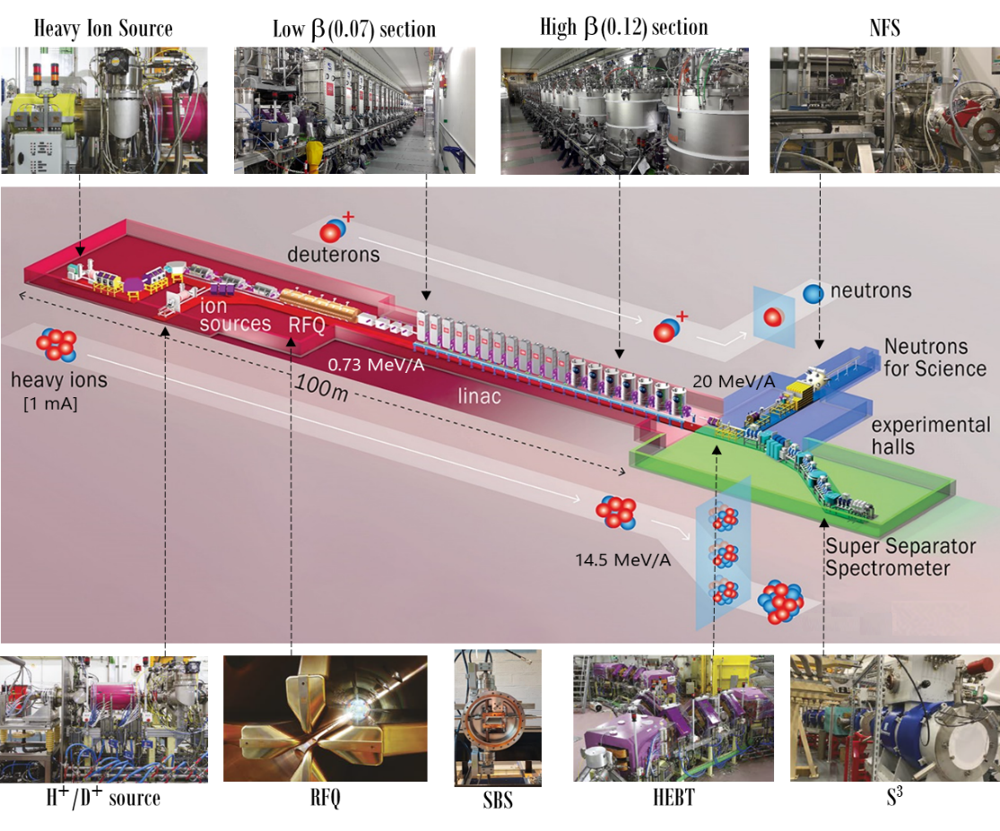 Heavy Ion Source
Low β(0.07) section
High β(0.12) section
NFS
+
deuterons
+
neutrons
ion
sources
RFQ
0.73 MeV/A
100m
linac
20 MeV/A
Neutrons
for Science
heavy ions
[1 mA]
experimental
halls
14.5 MeV/A
Super Separator
Spectrometer
H⁺/D⁺ source
RFQ
SBS
HEBT
S³